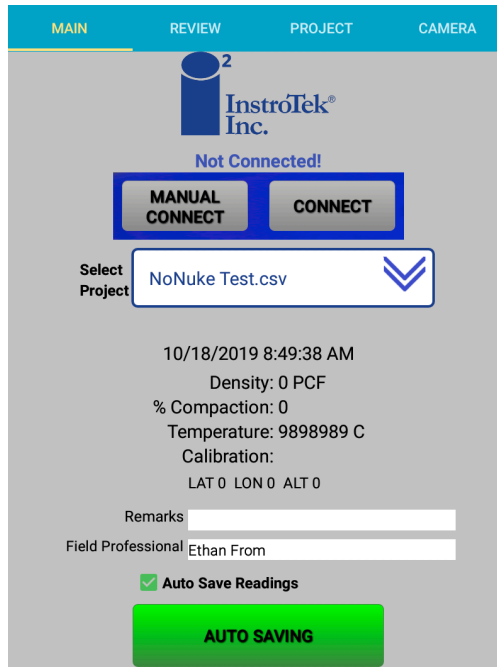 MAIN REVIEW PROJECT CAMERA
i2
InstroTek®
Inc.
Not Connected!
MANUAL CONNECT
CONNECT
Select Project
NoNuke Test.csv
10/18/2019 8:49:38 AM
Density: 0 PCF
% Compaction: 0
Temperature: 9898989 C
Calibration:
LAT 0 LON 0 ALT 0
Remarks
Field Professional Ethan From
Auto Save Readings
AUTO SAVING